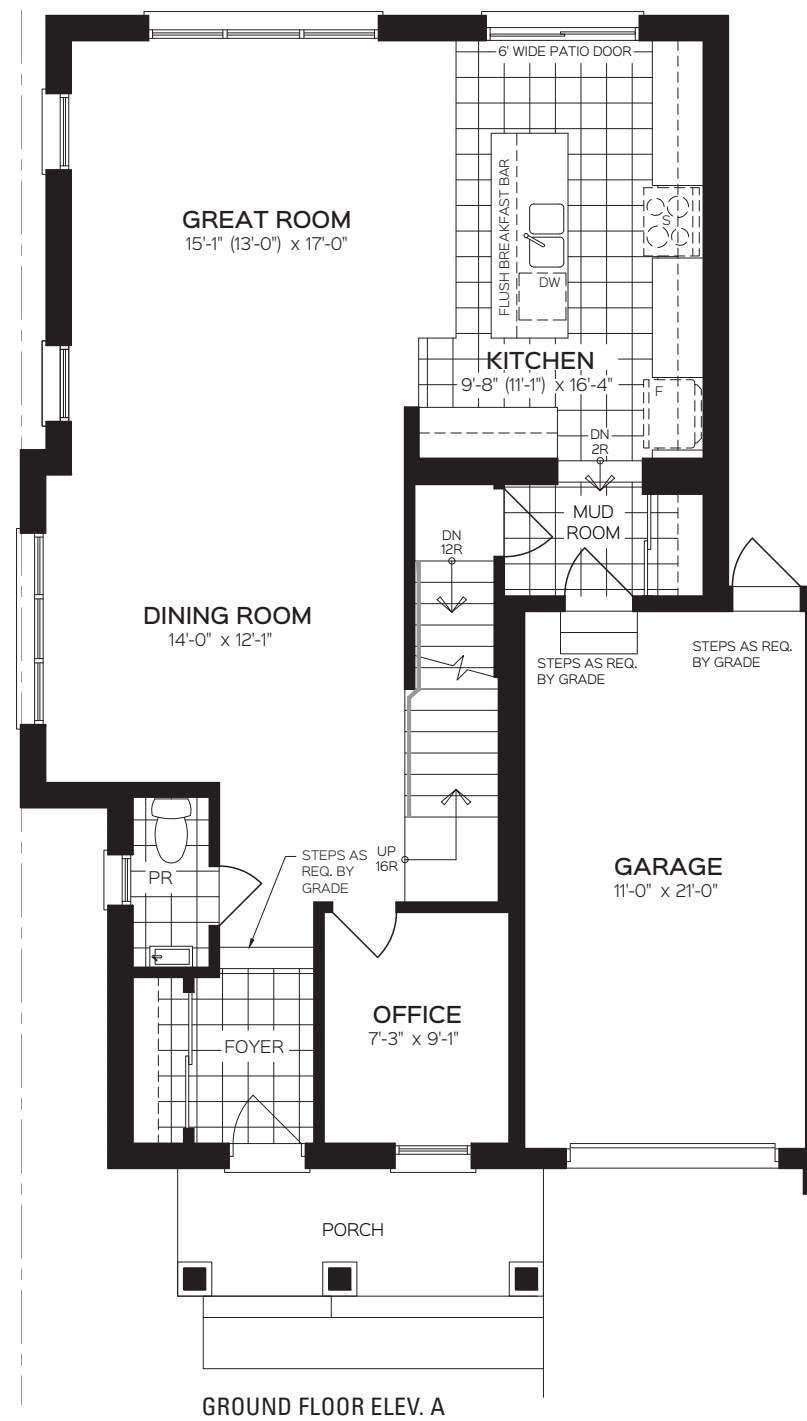 6' WIDE PATIO DOOR
GREAT ROOM
15'-1" (13'-0") x 17'-0"
FLUSH BREAKFAST BAR
S
DW
KITCHEN
9'-8" (11'-1") x 16'-4"
F
DN
2R
MUD
ROOM
DN
12R
DINING ROOM
14'-0" x 12'-1"
STEPS AS REQ.
BY GRADE
STEPS AS REQ.
BY GRADE
PR
STEPS AS
REQ. BY
GRADE
UP
16R
GARAGE
11'-0" x 21'-0"
OFFICE
7'-3" x 9'-1"
FOYER
PORCH
GROUND FLOOR ELEV. A